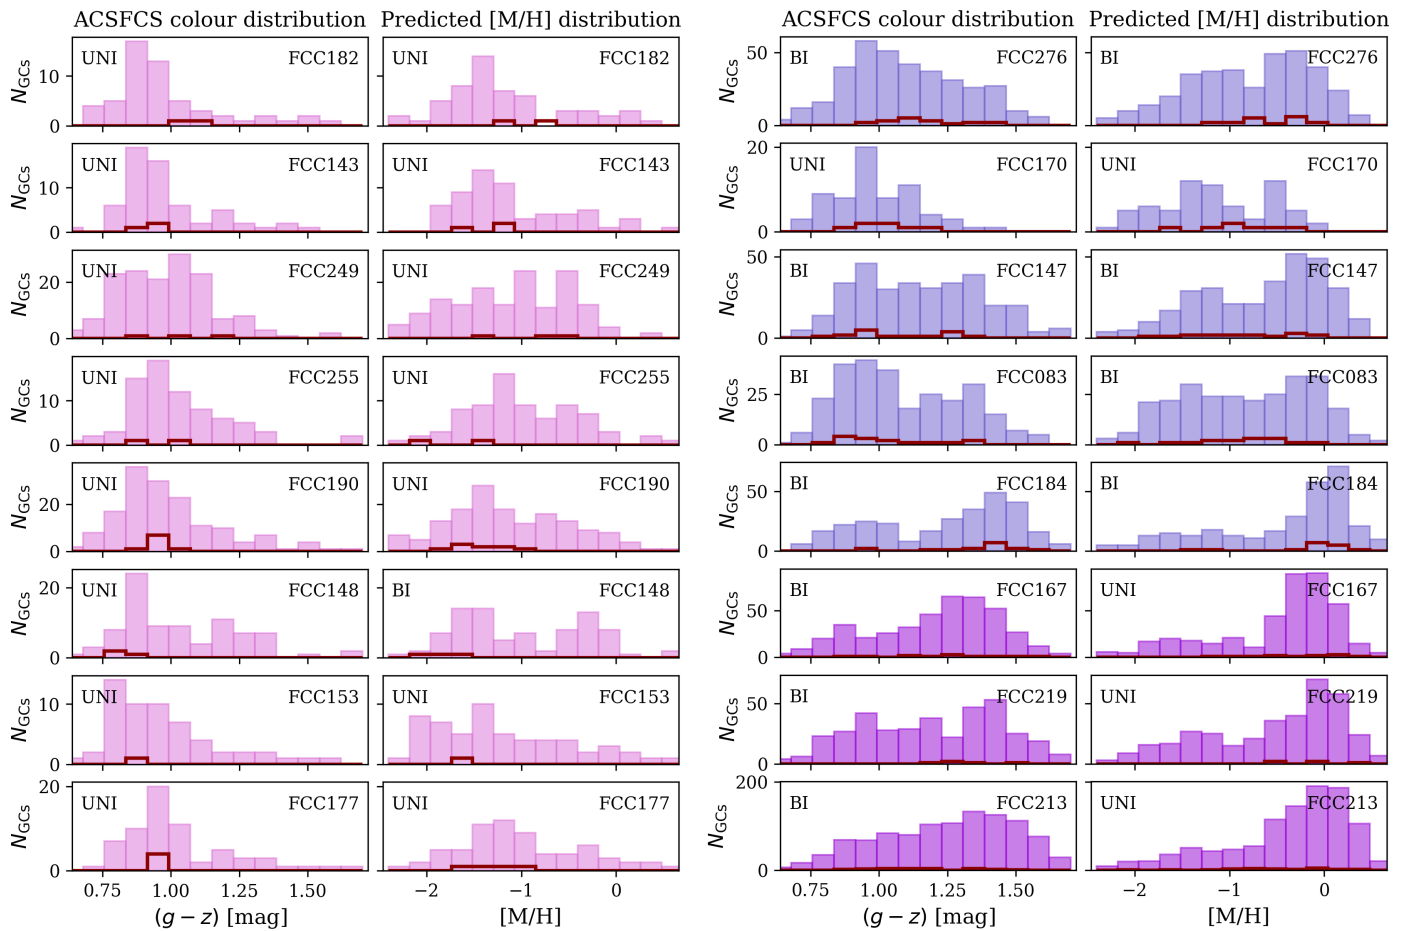 ACSFCS colour distribution Predicted [M/H] distribution ACSFCS colour distribution Predicted [M/H] distribution
N_GCs 10 0 UNI FCC182 UNI FCC182 N_GCs 50 0 BI FCC276 BI FCC276
N_GCs 10 0 UNI FCC143 UNI FCC143 N_GCs 20 10 0 UNI FCC170 UNI FCC170
N_GCs 20 0 UNI FCC249 UNI FCC249 N_GCs 50 0 BI FCC147 BI FCC147
N_GCs 10 0 UNI FCC255 UNI FCC255 N_GCs 25 0 BI FCC083 BI FCC083
N_GCs 20 0 UNI FCC190 UNI FCC190 N_GCs 50 0 BI FCC184 BI FCC184
N_GCs 20 0 UNI FCC148 BI FCC148 N_GCs 50 0 BI FCC167 UNI FCC167
N_GCs 10 0 UNI FCC153 UNI FCC153 N_GCs 50 0 BI FCC219 UNI FCC219
N_GCs 20 0 UNI FCC177 UNI FCC177 N_GCs 200 0 BI FCC213 UNI FCC213
0.75 1.00 1.25 1.50 −2 −1 0 0.75 1.00 1.25 1.50 −2 −1 0
(g − z) [mag] [M/H] (g − z) [mag] [M/H]